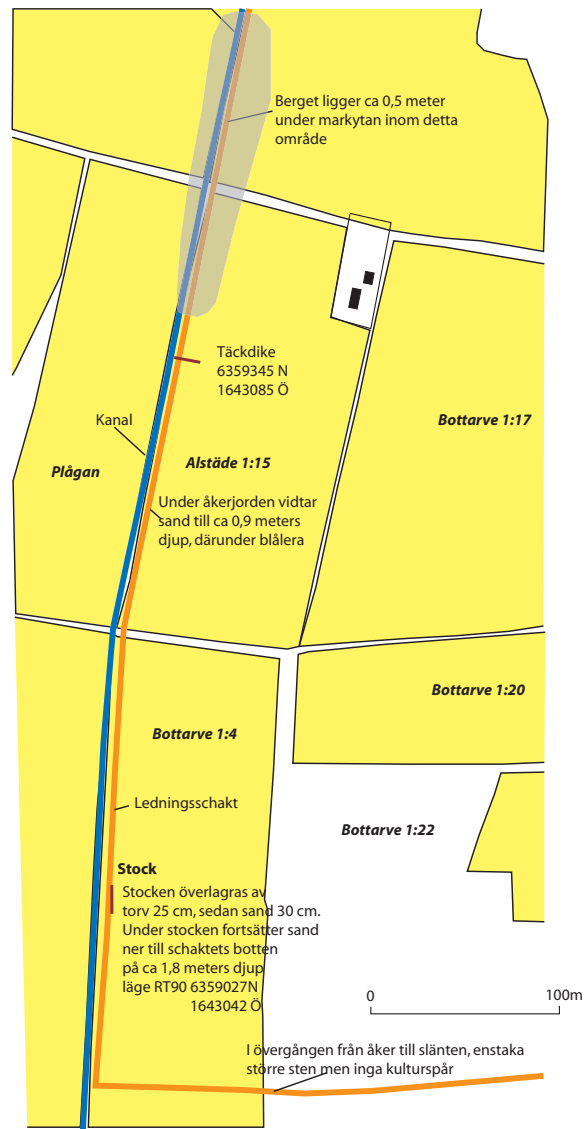 Berget ligger ca 0,5 meter
under markytan inom detta
område
Täckdike
6359345 N
1643085 Ö
Kanal
Bottarve 1:17
Plågan
Alstäde 1:15
Under åkerjorden vidtar
sand till ca 0,9 meters
djup, därunder blålera
Bottarve 1:20
Bottarve 1:4
Ledningsschakt
Bottarve 1:22
Stock
Stocken överlagras av
torv 25 cm, sedan sand 30 cm.
Under stocken fortsätter sand
ner till schaktets botten
på ca 1,8 meters djup
läge RT90 6359027N
1643042 Ö
0
100m
I övergången från åker till slänten, enstaka
större sten men inga kulturspår